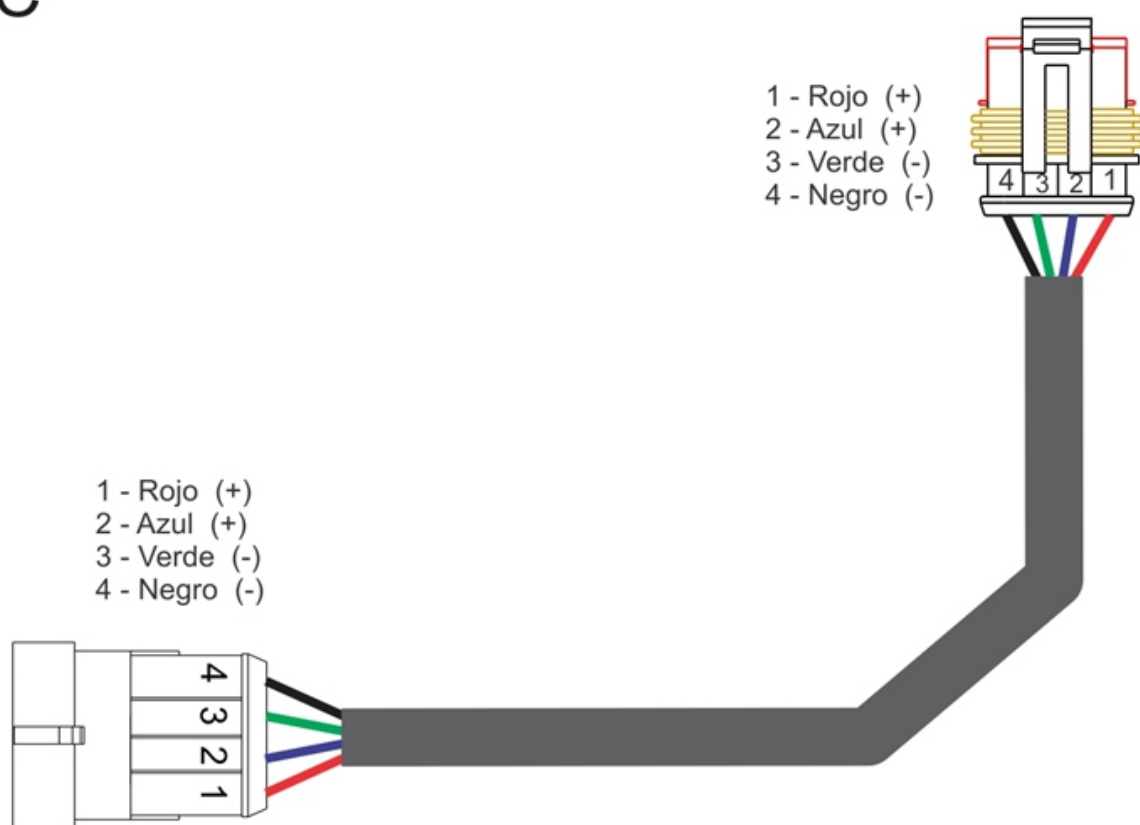 1 - Rojo (+)
2 - Azul (+)
3 - Verde (-)
4 - Negro (-)
4 3 2 1
1 - Rojo (+)
2 - Azul (+)
3 - Verde (-)
4 - Negro (-)
4
3
2
1